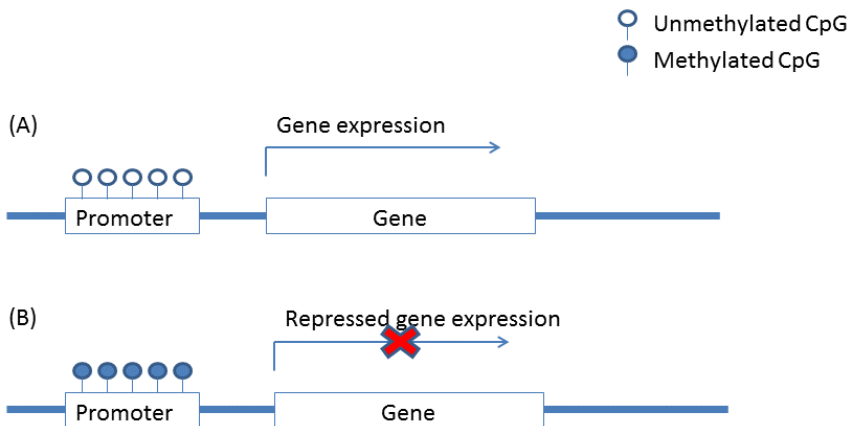 Unmethylated CpG
Methylated CpG
(A)
Gene expression
Promoter
Gene
(B)
Repressed gene expression
Promoter
Gene